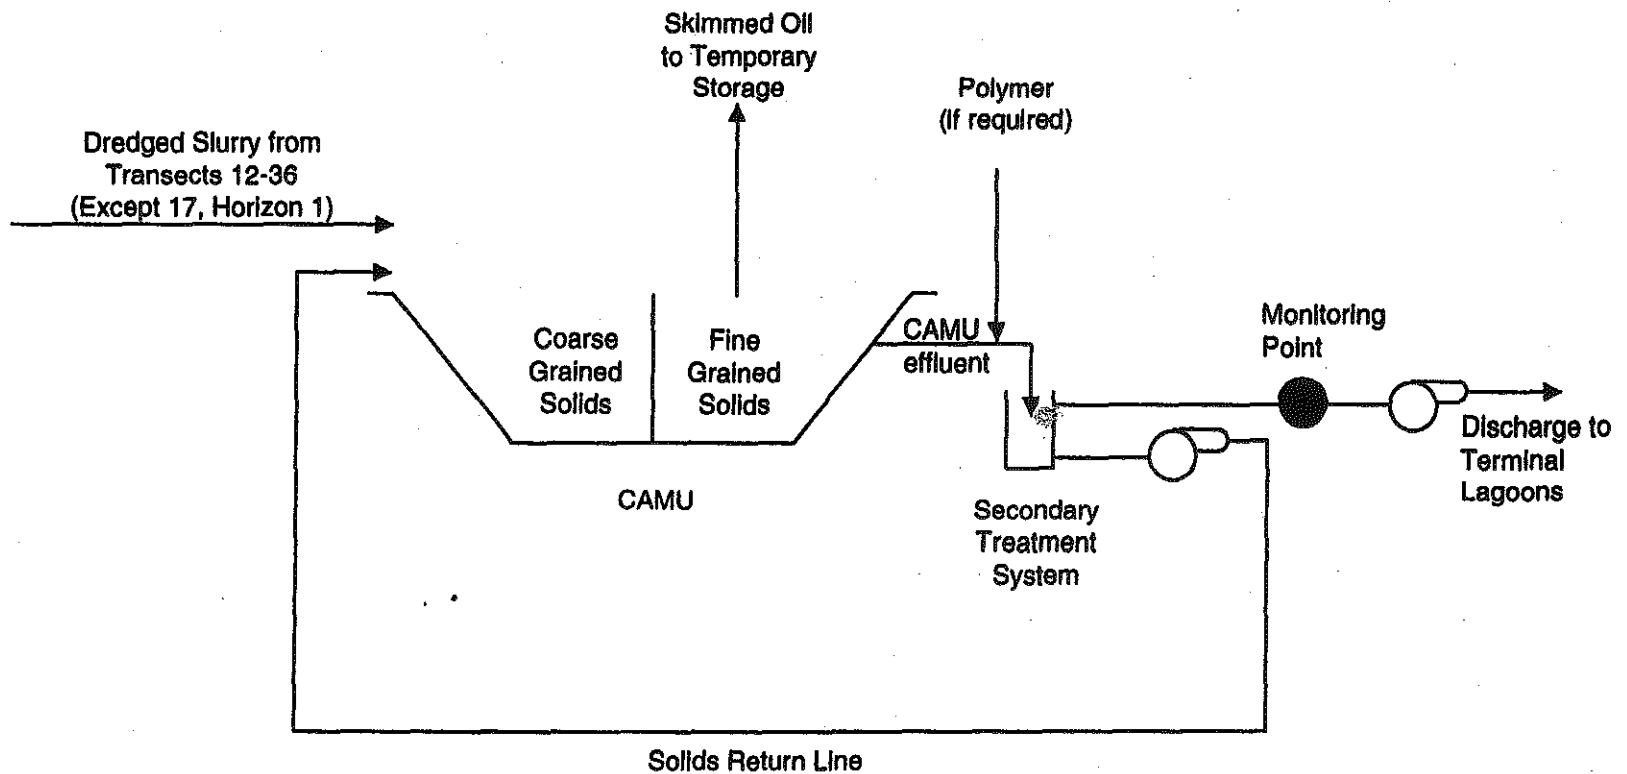 Skimmed Oil
to Temporary
Storage
Polymer
(if required)
Dredged Slurry from
Transects 12-36
(Except 17, Horizon 1)
Coarse
Grained
Solids
Fine
Grained
Solids
CAMU
effluent
Monitoring
Point
Discharge to
Terminal
Lagoons
CAMU
Secondary
Treatment
System
Solids Return Line